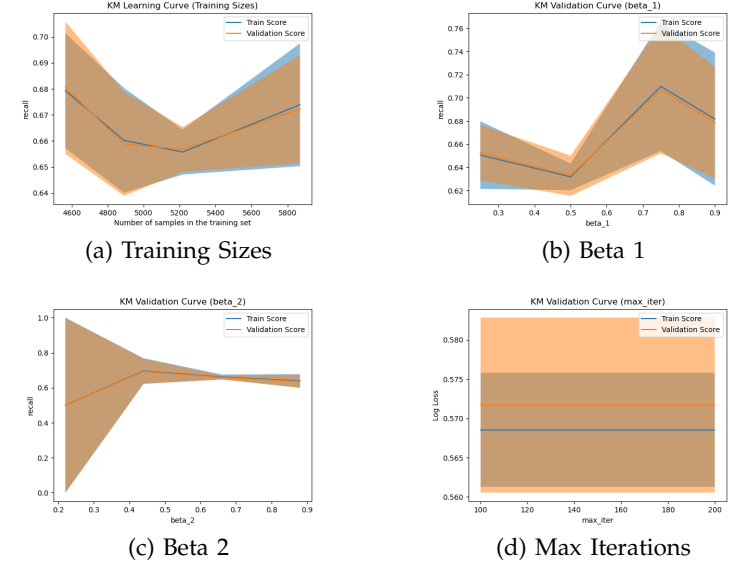 KM Learning Curve (Training Sizes)
Train Score
Validation Score
0.70
0.69
0.68
0.67
0.66
0.65
0.64
recall
4600 4800 5000 5200 5400 5600 5800
Number of samples in the training set
(a) Training Sizes
KM Validation Curve (beta_1)
Train Score
Validation Score
0.76
0.74
0.72
0.70
0.68
0.66
0.64
0.62
recall
0.3 0.4 0.5 0.6 0.7 0.8 0.9
beta_1
(b) Beta 1
KM Validation Curve (beta_2)
Train Score
Validation Score
1.0
0.8
0.6
0.4
0.2
0.0
recall
0.2 0.3 0.4 0.5 0.6 0.7 0.8 0.9
beta_2
(c) Beta 2
KM Validation Curve (max_iter)
Train Score
Validation Score
0.580
0.575
0.570
0.565
0.560
Log Loss
100 120 140 160 180 200
max_iter
(d) Max Iterations